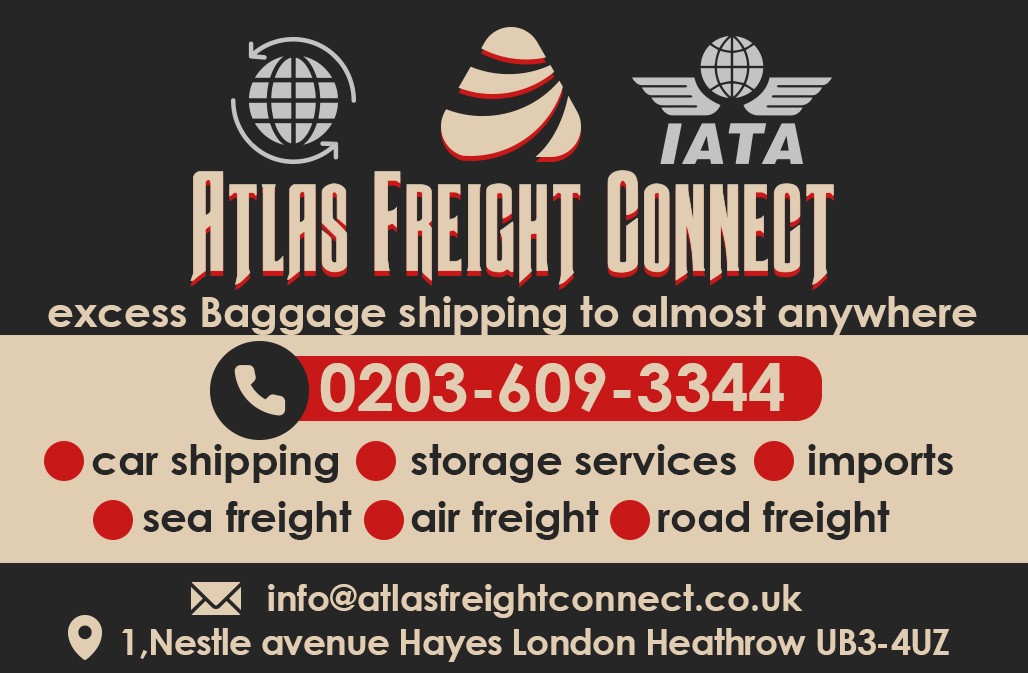 IATA
Atlas Freight Connect
excess Baggage shipping to almost anywhere
0203-609-3344
car shipping storage services imports
sea freight air freight road freight
info@atlasfreightconnect.co.uk
1,Nestle avenue Hayes London Heathrow UB3-4UZ